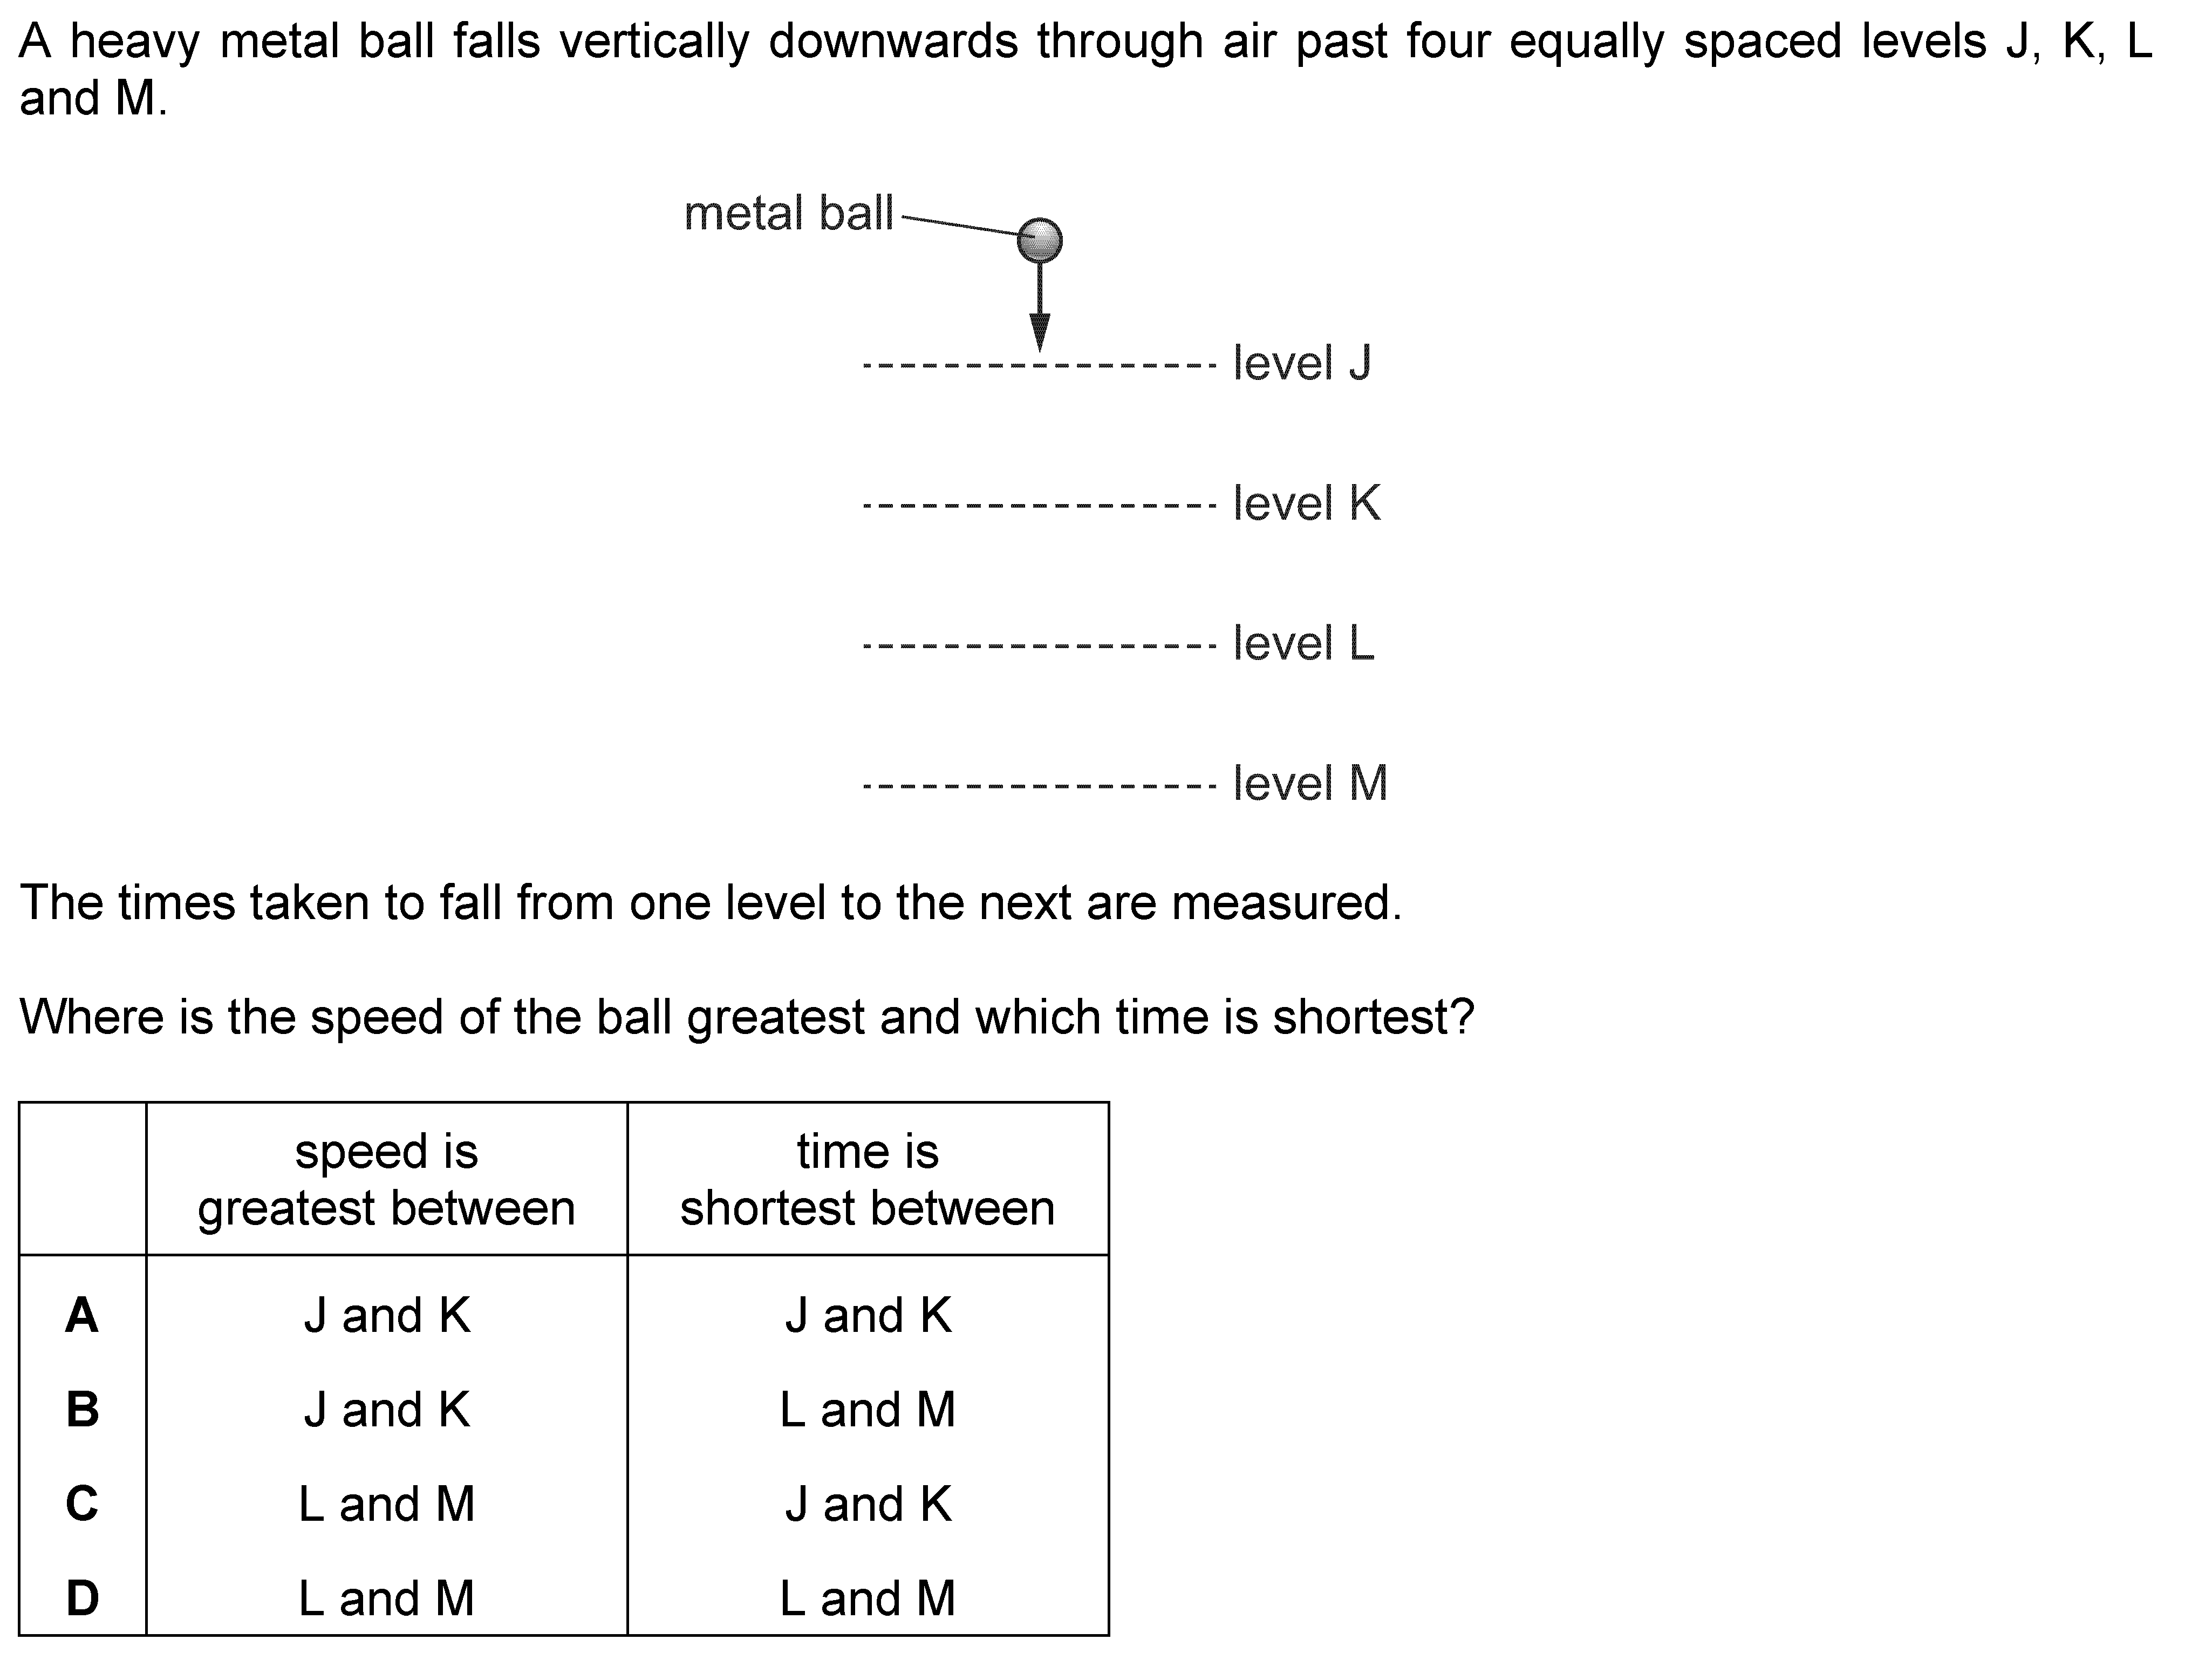 A heavy metal ball falls vertically downwards through air past four equally spaced levels J, K, L
and M.
metal ball
level J
level K
level L
level M
The times taken to fall from one level to the next are measured.
Where is the speed of the ball greatest and which time is shortest?
speed is greatest between time is shortest between
A J and K J and K
B J and K L and M
C L and M J and K
D L and M L and M